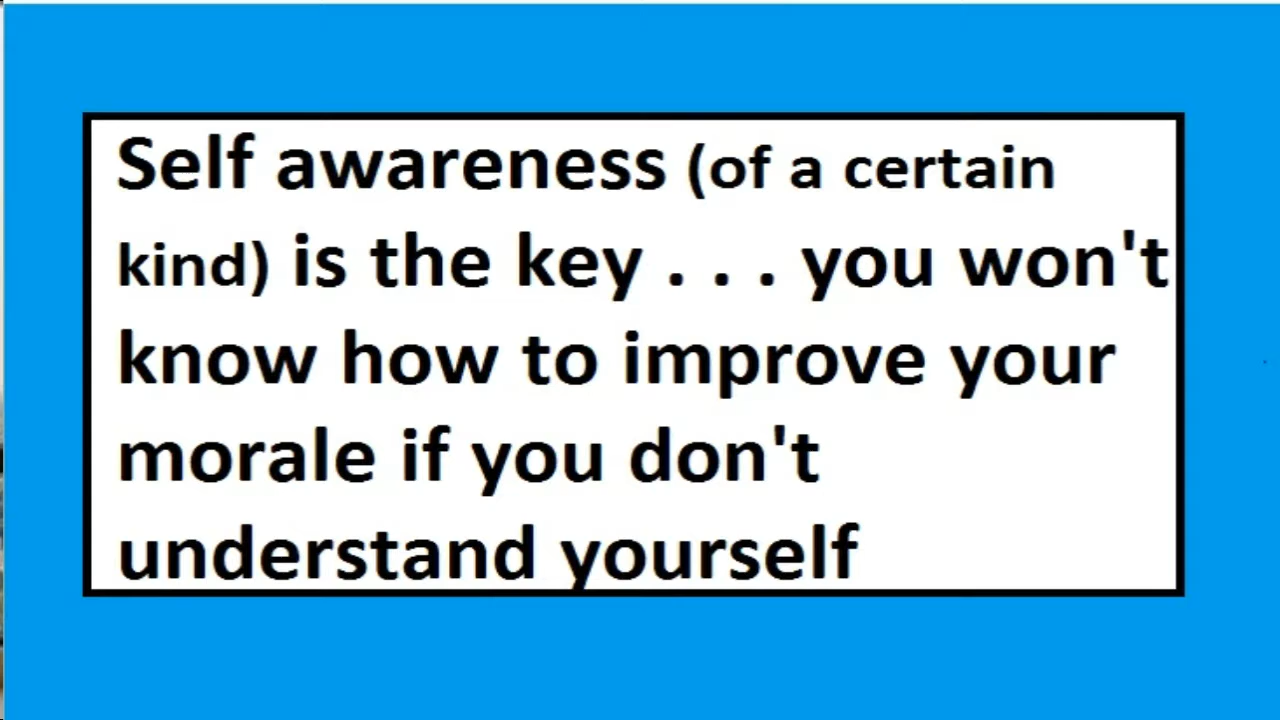 Self awareness (of a certain
kind) is the key . . . you won't
know how to improve your
morale if you don't
understand yourself